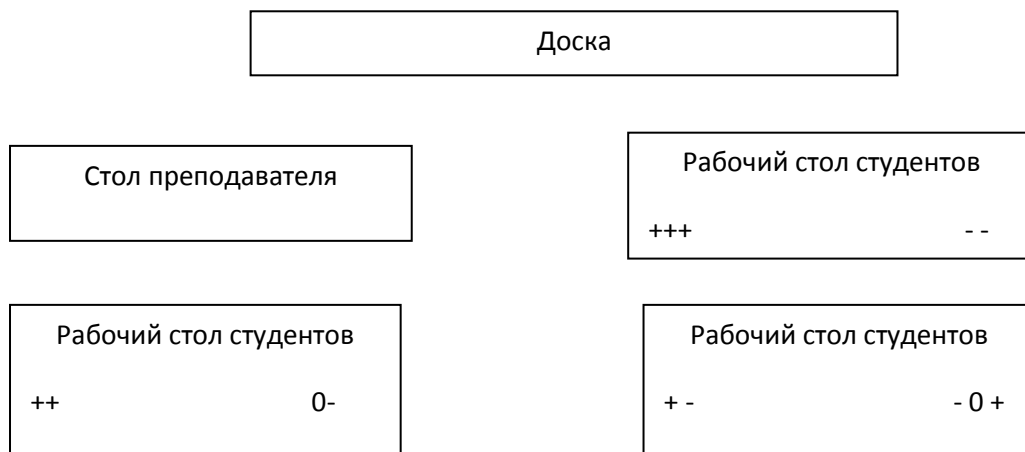 Доска
Стол преподавателя
Рабочий стол студентов
+++ - -
Рабочий стол студентов
++ 0-
Рабочий стол студентов
+ - - 0 +